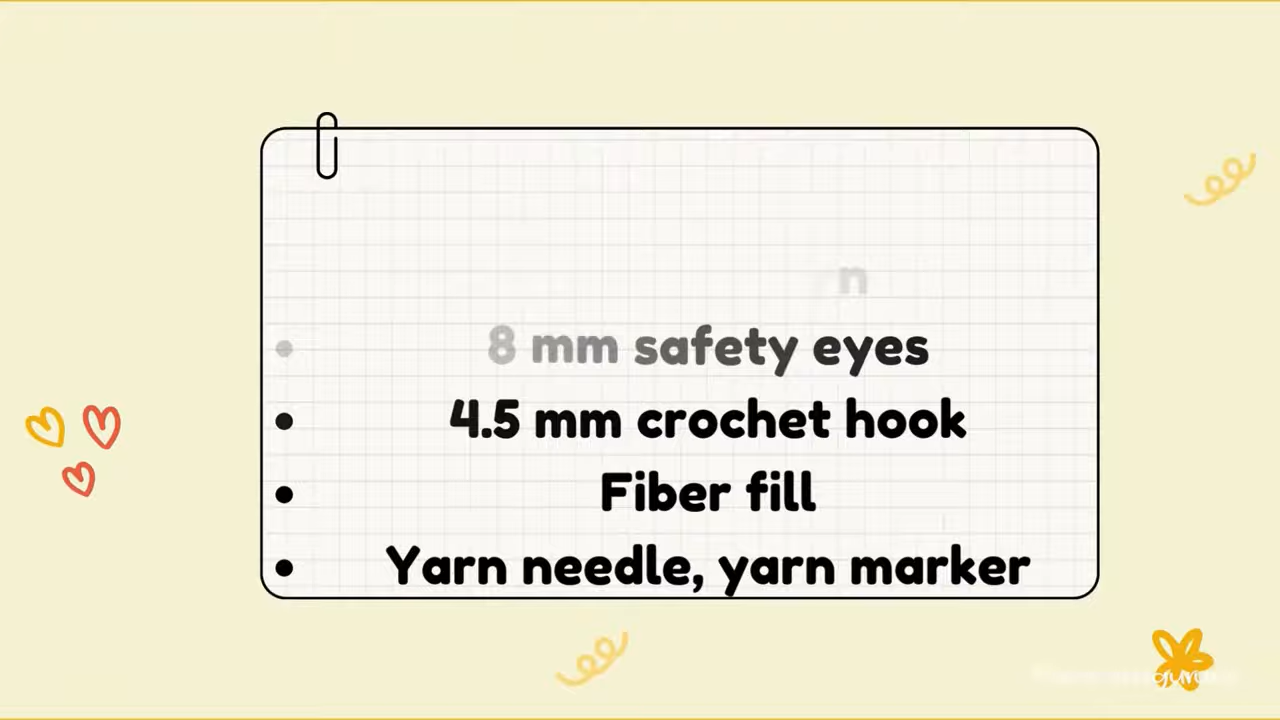 n
8 mm safety eyes
4.5 mm crochet hook
Fiber fill
Yarn needle, yarn marker